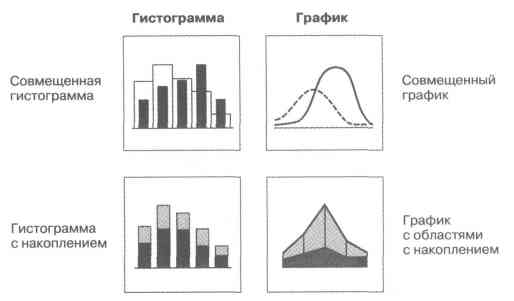 Гистограмма
График
Совмещенная
гистограмма
Совмещенный
график
Гистограмма
с накоплением
График
с областями
с накоплением